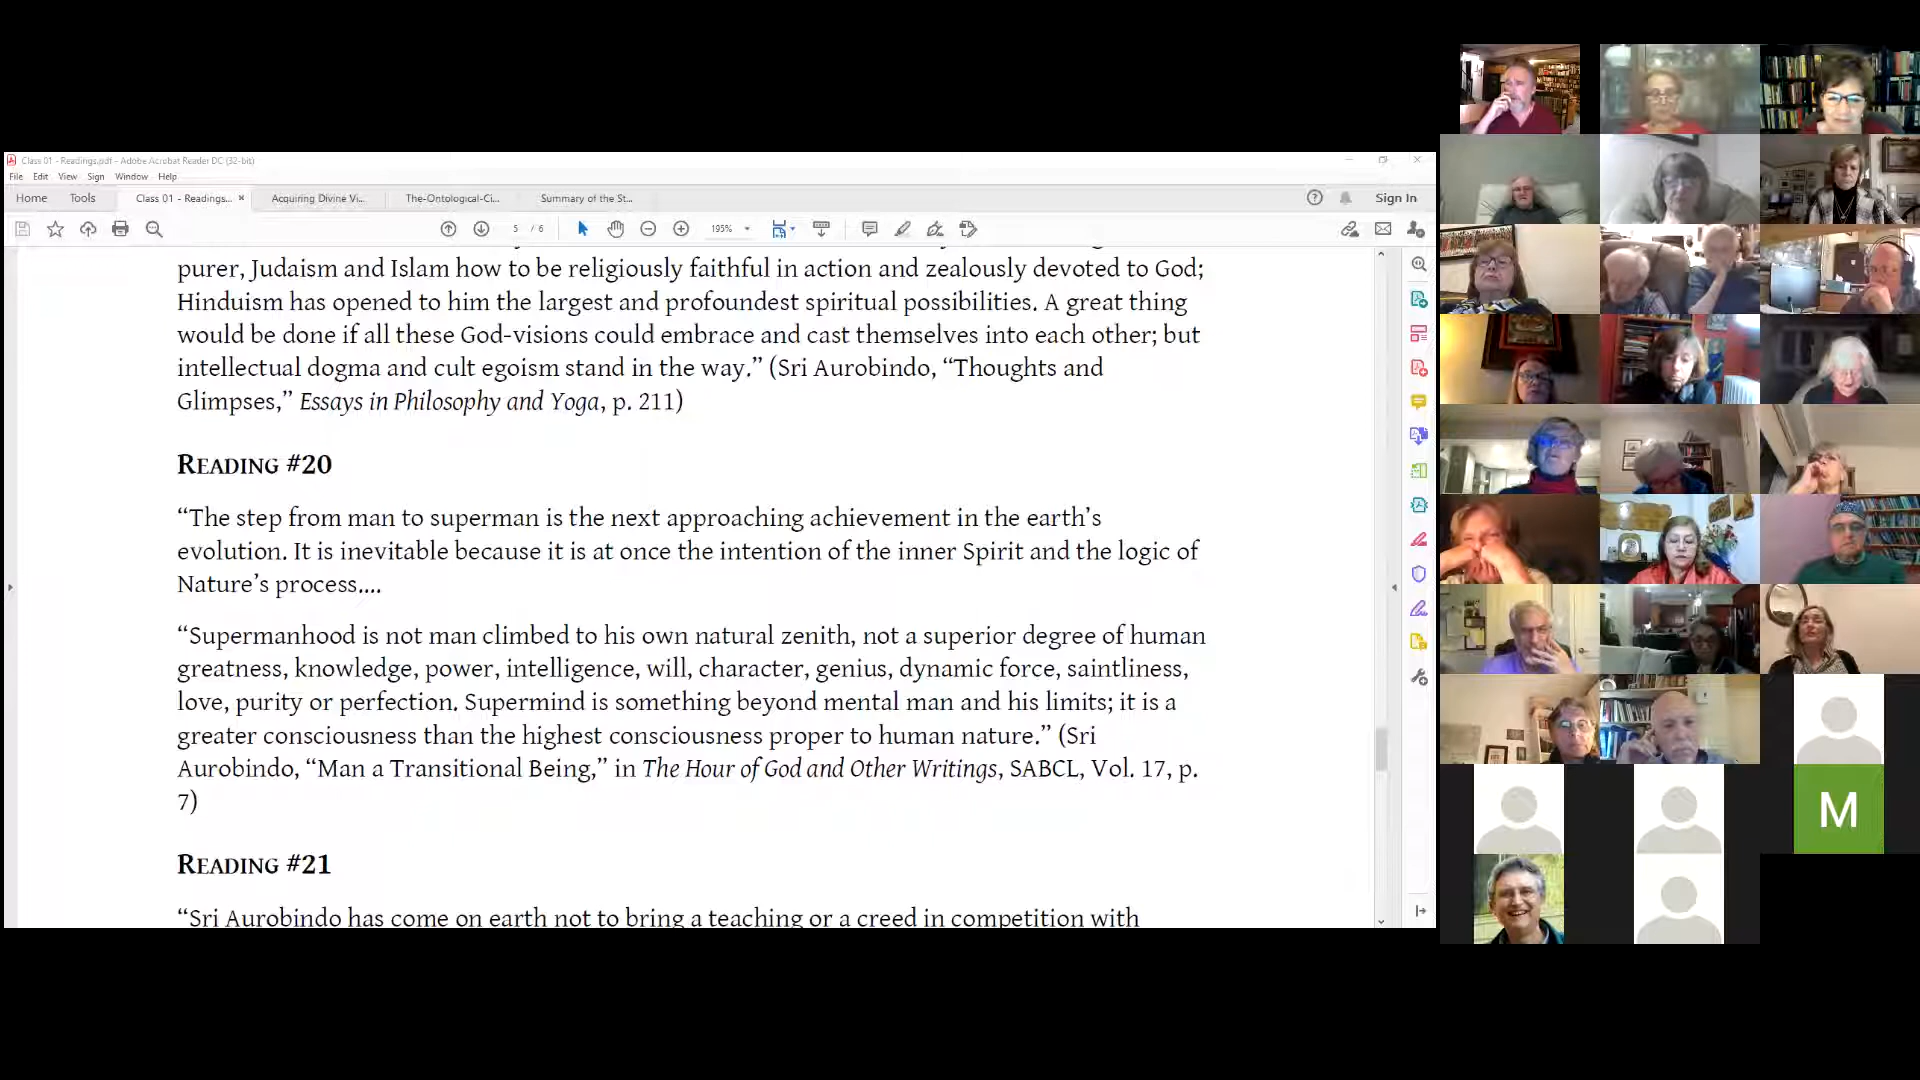 Class 01 - Readings.pdf - Adobe Acrobat Reader DC (32-bit)
File Edit View Sign Window Help
Home Tools Class 01 - Readings... × Acquiring Divine Vi... The-Ontological-Ci... Summary of the St... Sign In
5 / 6 195%
purer, Judaism and Islam how to be religiously faithful in action and zealously devoted to God;
Hinduism has opened to him the largest and profoundest spiritual possibilities. A great thing
would be done if all these God-visions could embrace and cast themselves into each other; but
intellectual dogma and cult egoism stand in the way.” (Sri Aurobindo, “Thoughts and
Glimpses,” Essays in Philosophy and Yoga, p. 211)
READING #20
“The step from man to superman is the next approaching achievement in the earth’s
evolution. It is inevitable because it is at once the intention of the inner Spirit and the logic of
Nature’s process....
“Supermanhood is not man climbed to his own natural zenith, not a superior degree of human
greatness, knowledge, power, intelligence, will, character, genius, dynamic force, saintliness,
love, purity or perfection. Supermind is something beyond mental man and his limits; it is a
greater consciousness than the highest consciousness proper to human nature.” (Sri
Aurobindo, “Man a Transitional Being,” in The Hour of God and Other Writings, SABCL, Vol. 17, p.
7)
READING #21
“Sri Aurobindo has come on earth not to bring a teaching or a creed in competition with
M